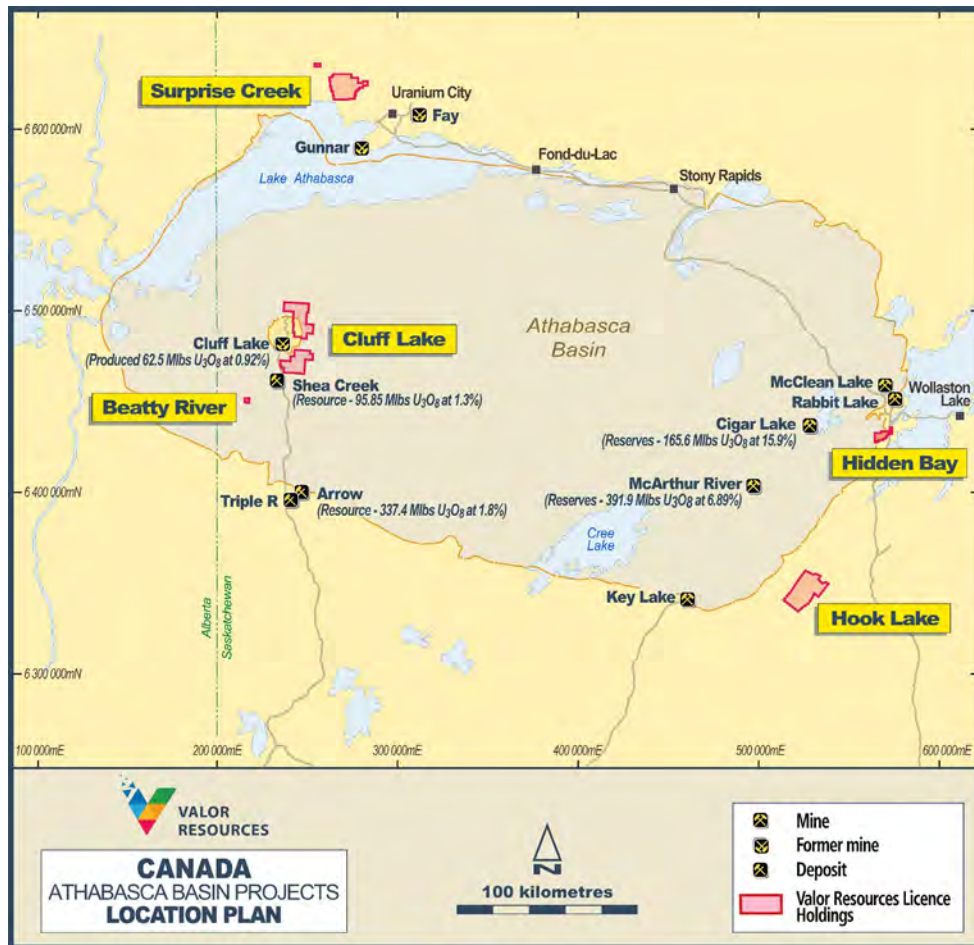 Surprise Creek
Uranium City
Fay
6 600 000mN
Gunnar
Fond-du-Lac
Lake Athabasca
Stony Rapids
6 500 000mN
Athabasca
Basin
Cluff Lake
Cluff Lake
(Produced 62.5 Mlbs U₃O₈ at 0.92%)
Shea Creek
(Resource - 95.85 Mlbs U₃O₈ at 1.3%)
McClean Lake
Rabbit Lake
Wollaston
Lake
Beatty River
Cigar Lake
(Reserves - 165.6 Mlbs U₃O₈ at 15.9%)
Hidden Bay
6 400 000mN
Triple R
Arrow
(Resource - 337.4 Mlbs U₃O₈ at 1.8%)
McArthur River
(Reserves - 391.9 Mlbs U₃O₈ at 6.89%)
Cree
Lake
Key Lake
Hook Lake
Alberta
Saskatchewan
6 300 000mN
100 000mE
200 000mE
300 000mE
400 000mE
500 000mE
600 000mE
VALOR
RESOURCES
CANADA
ATHABASCA BASIN PROJECTS
LOCATION PLAN
N
100 kilometres
Mine
Former mine
Deposit
Valor Resources Licence
Holdings